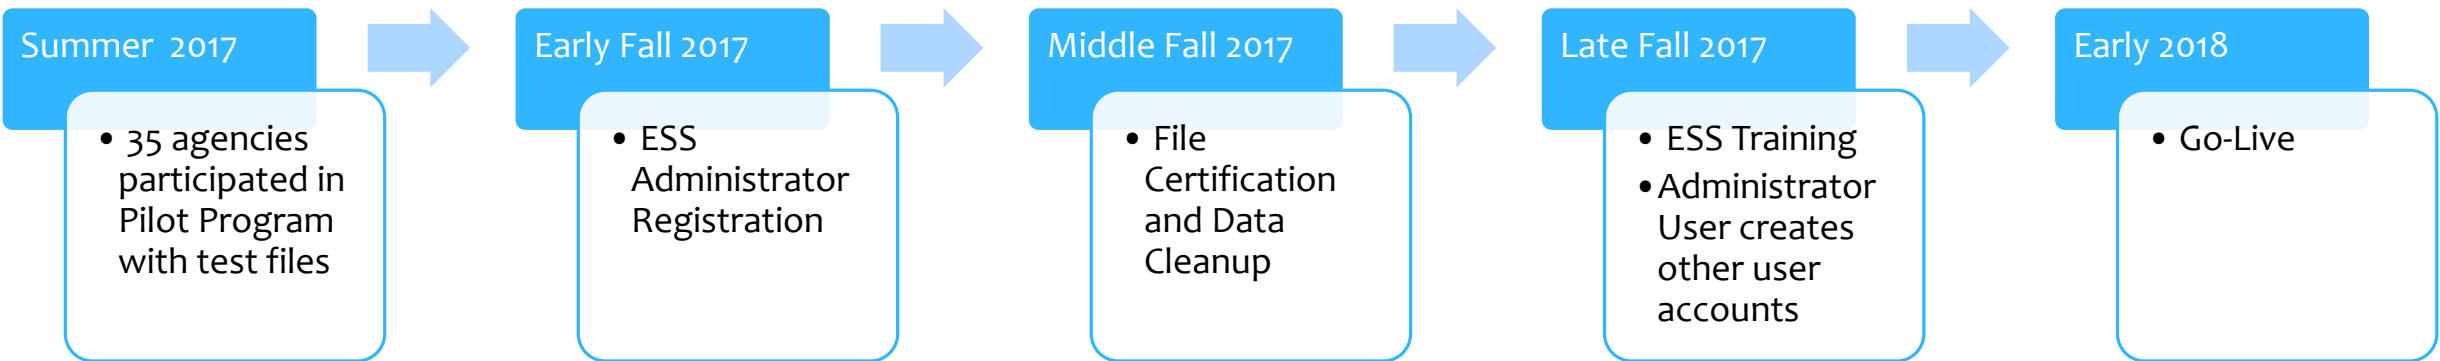 Summer 2017
• 35 agencies
participated in
Pilot Program
with test files
Early Fall 2017
• ESS
Administrator
Registration
Middle Fall 2017
• File
Certification
and Data
Cleanup
Late Fall 2017
• ESS Training
• Administrator
User creates
other user
accounts
Early 2018
• Go-Live